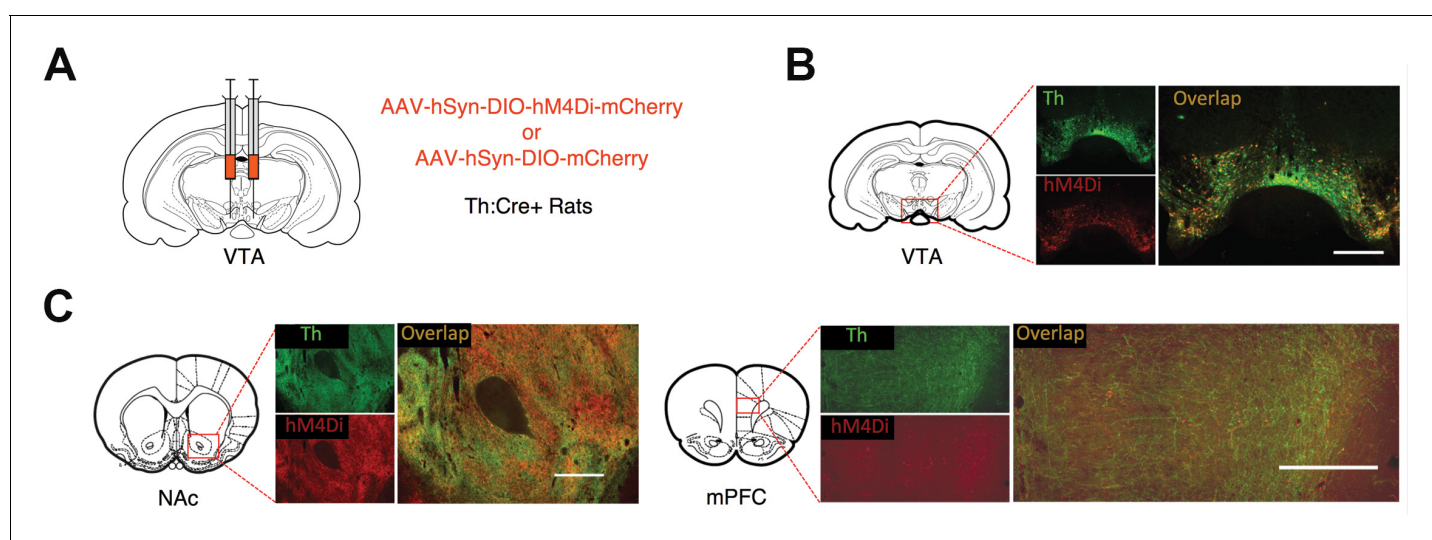 A
AAV-hSyn-DIO-hM4Di-mCherry
or
AAV-hSyn-DIO-mCherry
Th:Cre+ Rats
VTA
B
Th
hM4Di
Overlap
VTA
C
Th
hM4Di
Overlap
NAc
Th
hM4Di
Overlap
mPFC